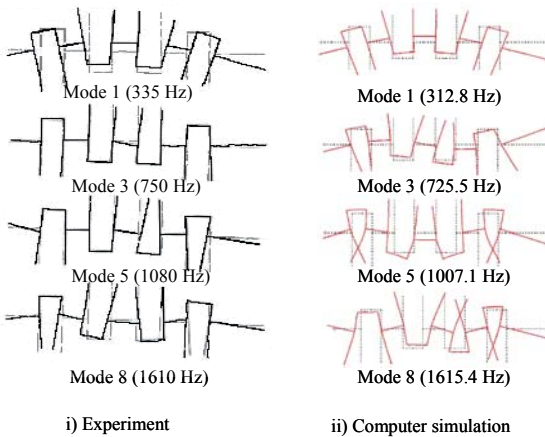 Mode 1 (335 Hz)
Mode 3 (750 Hz)
Mode 5 (1080 Hz)
Mode 8 (1610 Hz)
i) Experiment
Mode 1 (312.8 Hz)
Mode 3 (725.5 Hz)
Mode 5 (1007.1 Hz)
Mode 8 (1615.4 Hz)
ii) Computer simulation